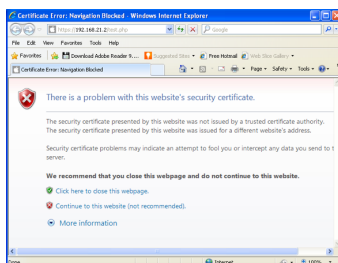 Certificate Error: Navigation Blocked - Windows Internet Explorer
https://192.168.21.2/test.php
Google
File Edit View Favorites Tools Help
Favorites Download Adobe Reader 9.... Suggested Sites Free Hotmail Web Slice Gallery
Certificate Error: Navigation Blocked Page Safety Tools
There is a problem with this website's security certificate.
The security certificate presented by this website was not issued by a trusted certificate authority.
The security certificate presented by this website was issued for a different website's address.
Security certificate problems may indicate an attempt to fool you or intercept any data you send to t
server.
We recommend that you close this webpage and do not continue to this website.
Click here to close this webpage.
Continue to this website (not recommended).
More information
Done Internet 100%